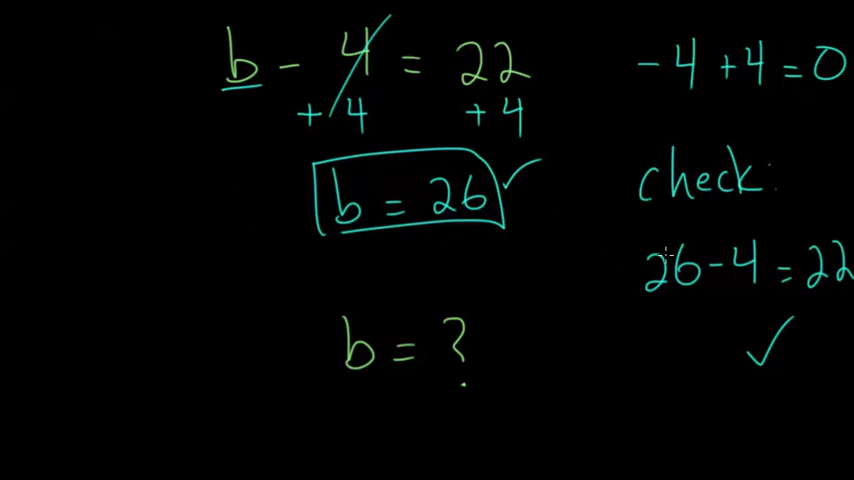 b - 4 = 22
+ 4 + 4
b = 26 ✓
b = ?
- 4 + 4 = 0
check:
26 - 4 = 22
✓